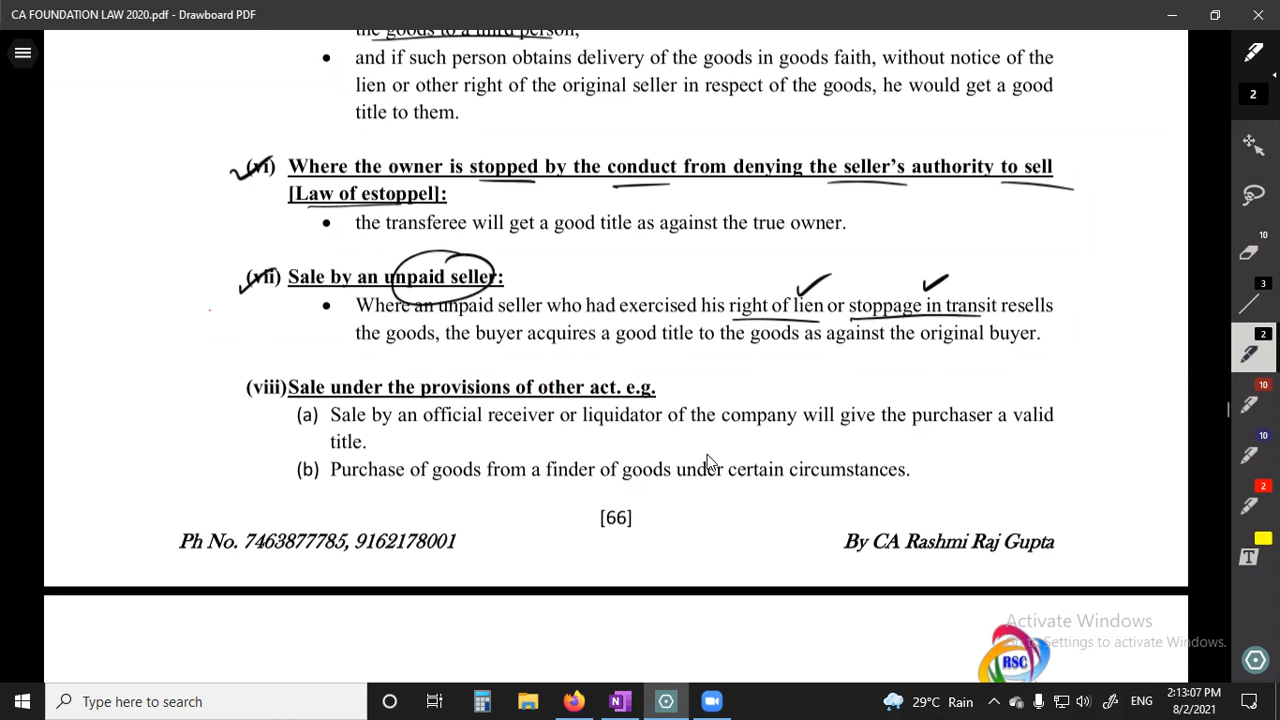 CA FOUNDATION LAW 2020.pdf - Drawboard PDF
the goods to a third person,
• and if such person obtains delivery of the goods in goods faith, without notice of the
lien or other right of the original seller in respect of the goods, he would get a good
title to them.
(vi) Where the owner is stopped by the conduct from denying the seller's authority to sell
[Law of estoppel]:
• the transferee will get a good title as against the true owner.
(vii) Sale by an unpaid seller:
• Where an unpaid seller who had exercised his right of lien or stoppage in transit resells
the goods, the buyer acquires a good title to the goods as against the original buyer.
(viii)Sale under the provisions of other act. e.g.
(a) Sale by an official receiver or liquidator of the company will give the purchaser a valid
title.
(b) Purchase of goods from a finder of goods under certain circumstances.
[66]
Ph No. 7463877785, 9162178001 By CA Rashmi Raj Gupta
Activate Windows
Go to Settings to activate Windows.
RSC
2
10
3
2
10
10
2
T
Type here to search
29°C Rain
ENG
2:13:07 PM
8/2/2021